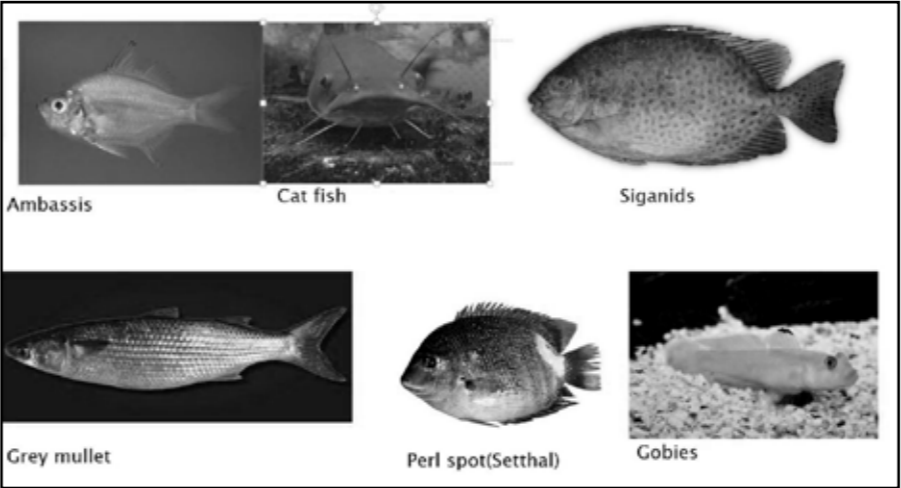 Ambassis
Cat fish
Siganids
Grey mullet
Perl spot(Setthal)
Gobies